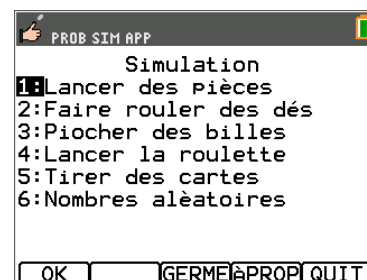 PROB SIM APP
Simulation
1:Lancer des pièces
2:Faire rouler des dés
3:Piocher des billes
4:Lancer la roulette
5:Tirer des cartes
6:Nombres alèatoires
OK GERME àPROP QUIT